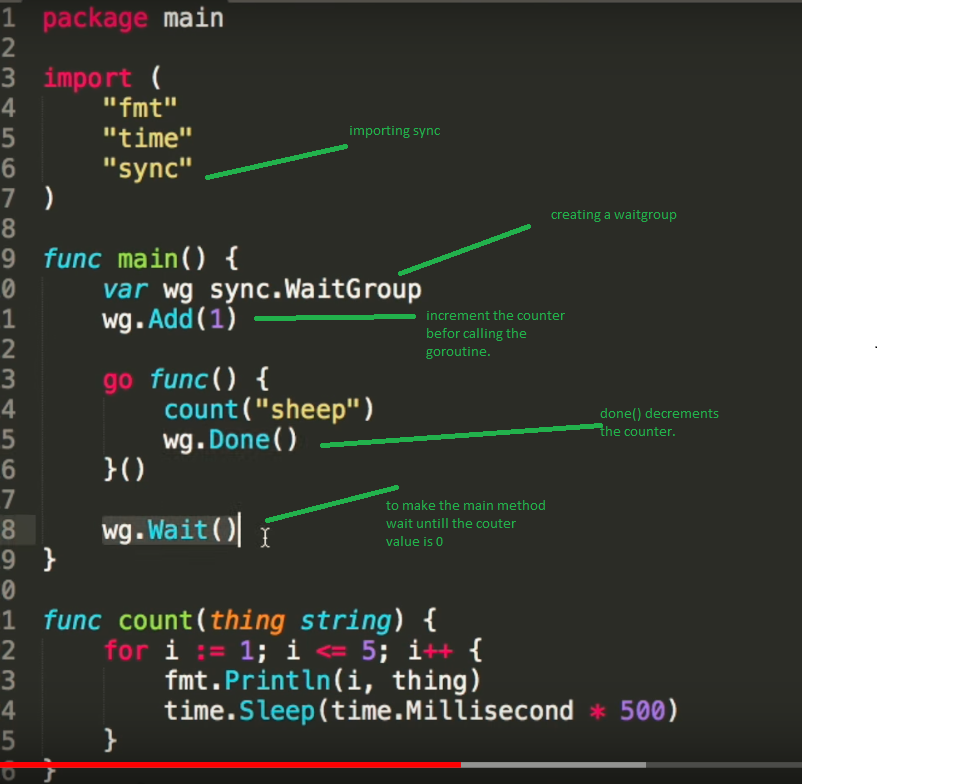 1 package main
2
3 import (
4 "fmt"
5 "time"
6 "sync"
7 )
8
9 func main() {
0 var wg sync.WaitGroup
1 wg.Add(1)
2
3 go func() {
4 count("sheep")
5 wg.Done()
6 }()
7
8 wg.Wait()
9 }
0
1 func count(thing string) {
2 for i := 1; i <= 5; i++ {
3 fmt.Println(i, thing)
4 time.Sleep(time.Millisecond * 500)
5 }
6 }
importing sync
creating a waitgroup
increment the counter
befor calling the
goroutine.
done() decrements
the counter.
to make the main method
wait untill the couter
value is 0